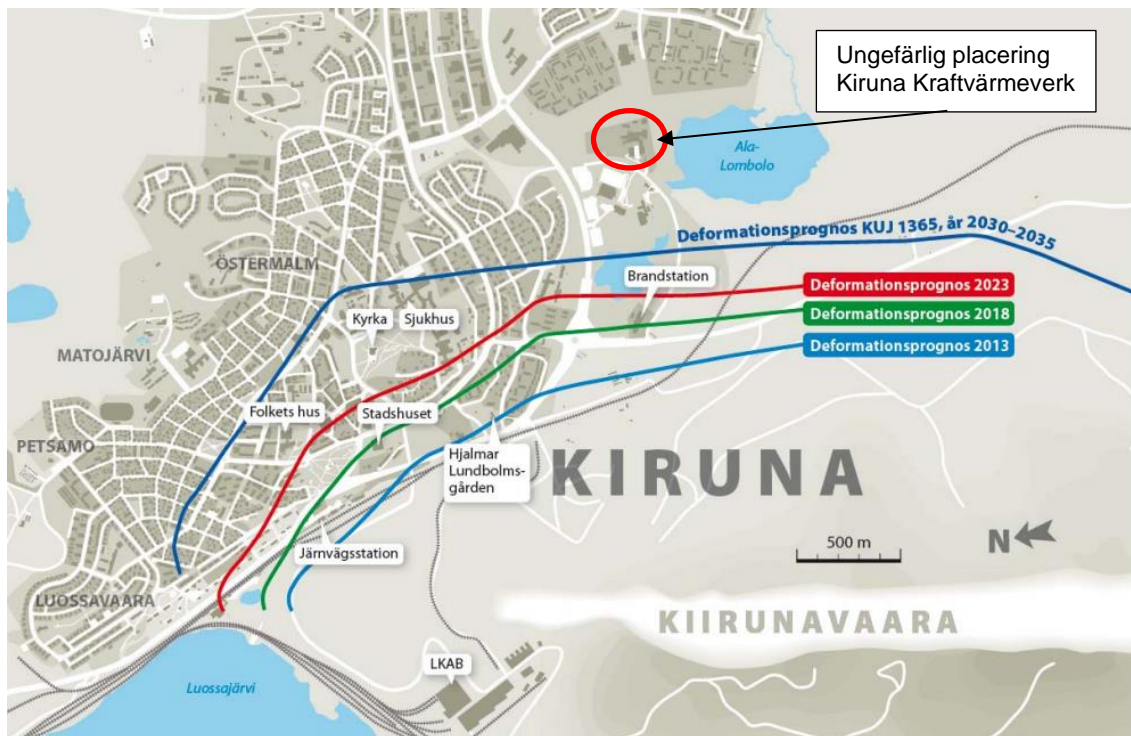 Ungefärlig placering
Kiruna Kraftvärmeverk
Ala-
Lombolo
Deformationsprognos KUJ 1365, år 2030–2035
ÖSTERMALM
Brandstation
Deformationsprognos 2023
Kyrka
Sjukhus
Deformationsprognos 2018
MATOJÄRVI
Deformationsprognos 2013
Folkets hus
Stadshuset
PETSAMO
Hjalmar
Lundbolms-
gården
KIRUNA
Järnvägsstation
500 m
N
LUOSSAVAARA
KIIRUNAVAARA
LKAB
Luossajärvi